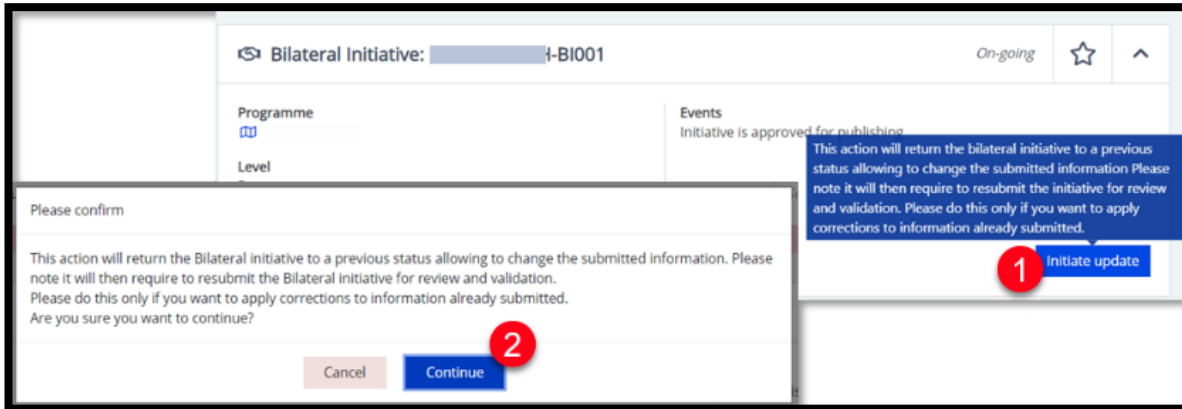 Bilateral Initiative: H-BI001
On-going
Programme
Events
Initiative is approved for publishing
Level
This action will return the bilateral initiative to a previous
status allowing to change the submitted information Please
note it will then require to resubmit the initiative for review
and validation. Please do this only if you want to apply
corrections to information already submitted.
1
Initiate update
Please confirm
This action will return the Bilateral initiative to a previous status allowing to change the submitted information. Please
note it will then require to resubmit the Bilateral initiative for review and validation.
Please do this only if you want to apply corrections to information already submitted.
Are you sure you want to continue?
2
Cancel
Continue